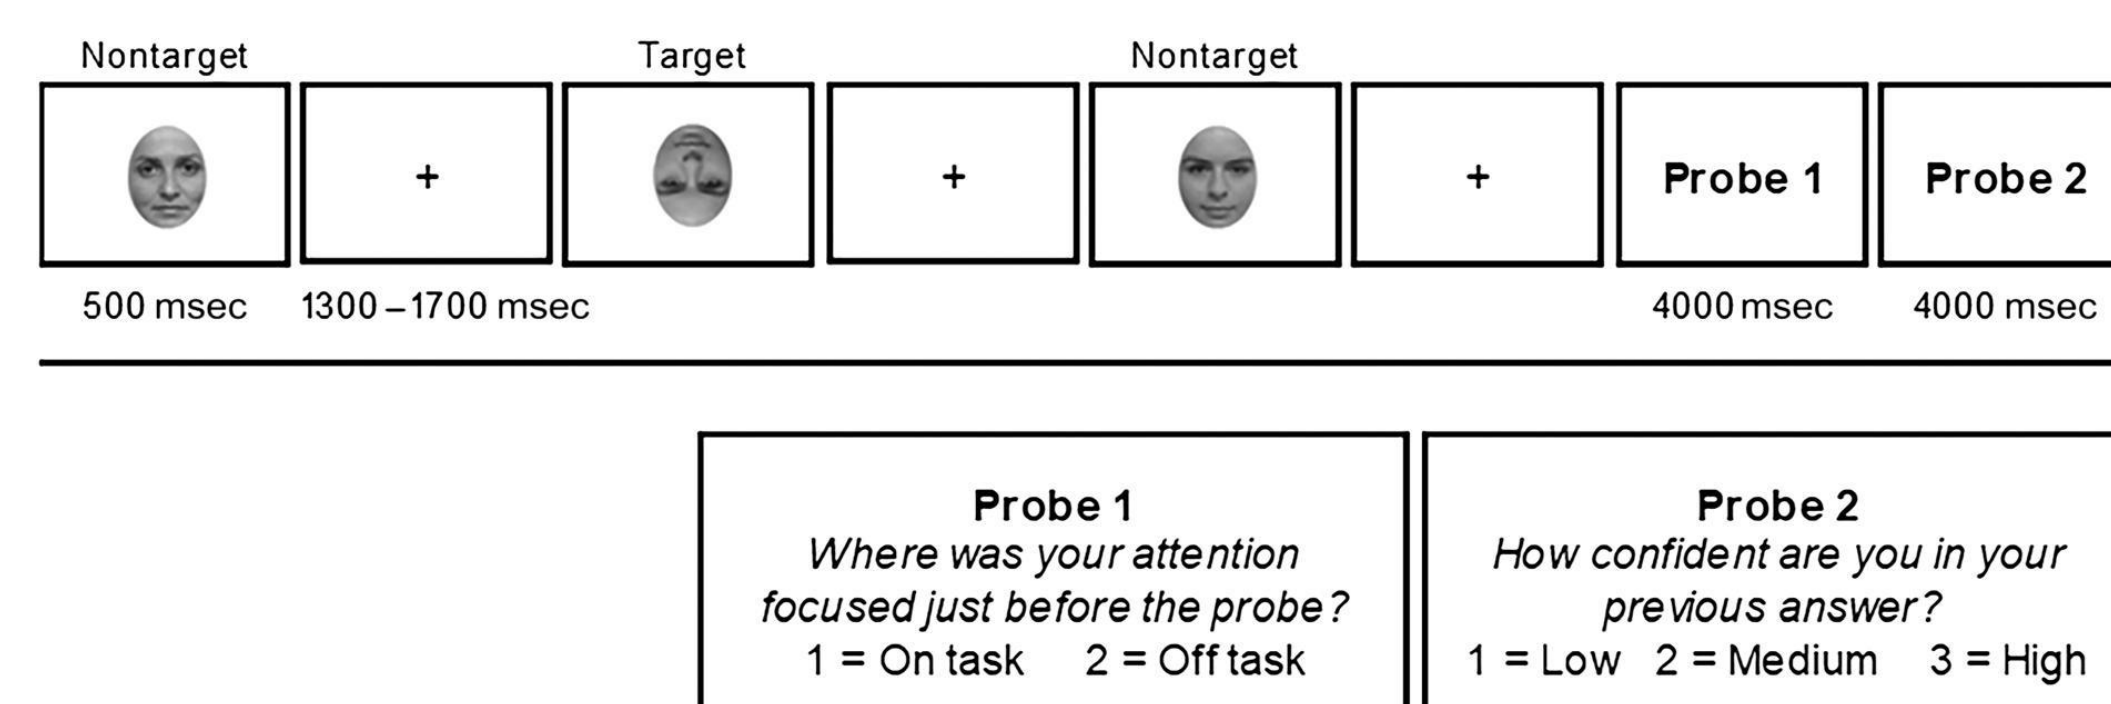 Nontarget Target Nontarget
+ + + Probe 1 Probe 2
500 msec 1300–1700 msec 4000 msec 4000 msec
Probe 1
Where was your attention
focused just before the probe?
1 = On task 2 = Off task
Probe 2
How confident are you in your
previous answer?
1 = Low 2 = Medium 3 = High